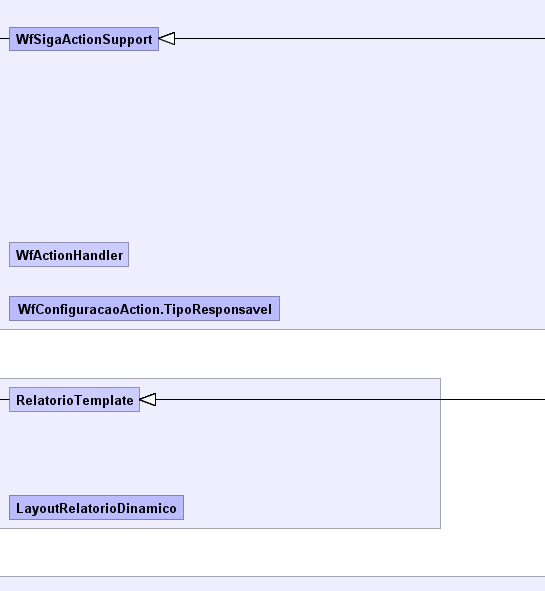 WfSigaActionSupport
WfActionHandler
WfConfiguracaoAction.TipoResponsavel
RelatorioTemplate
LayoutRelatorioDinamico